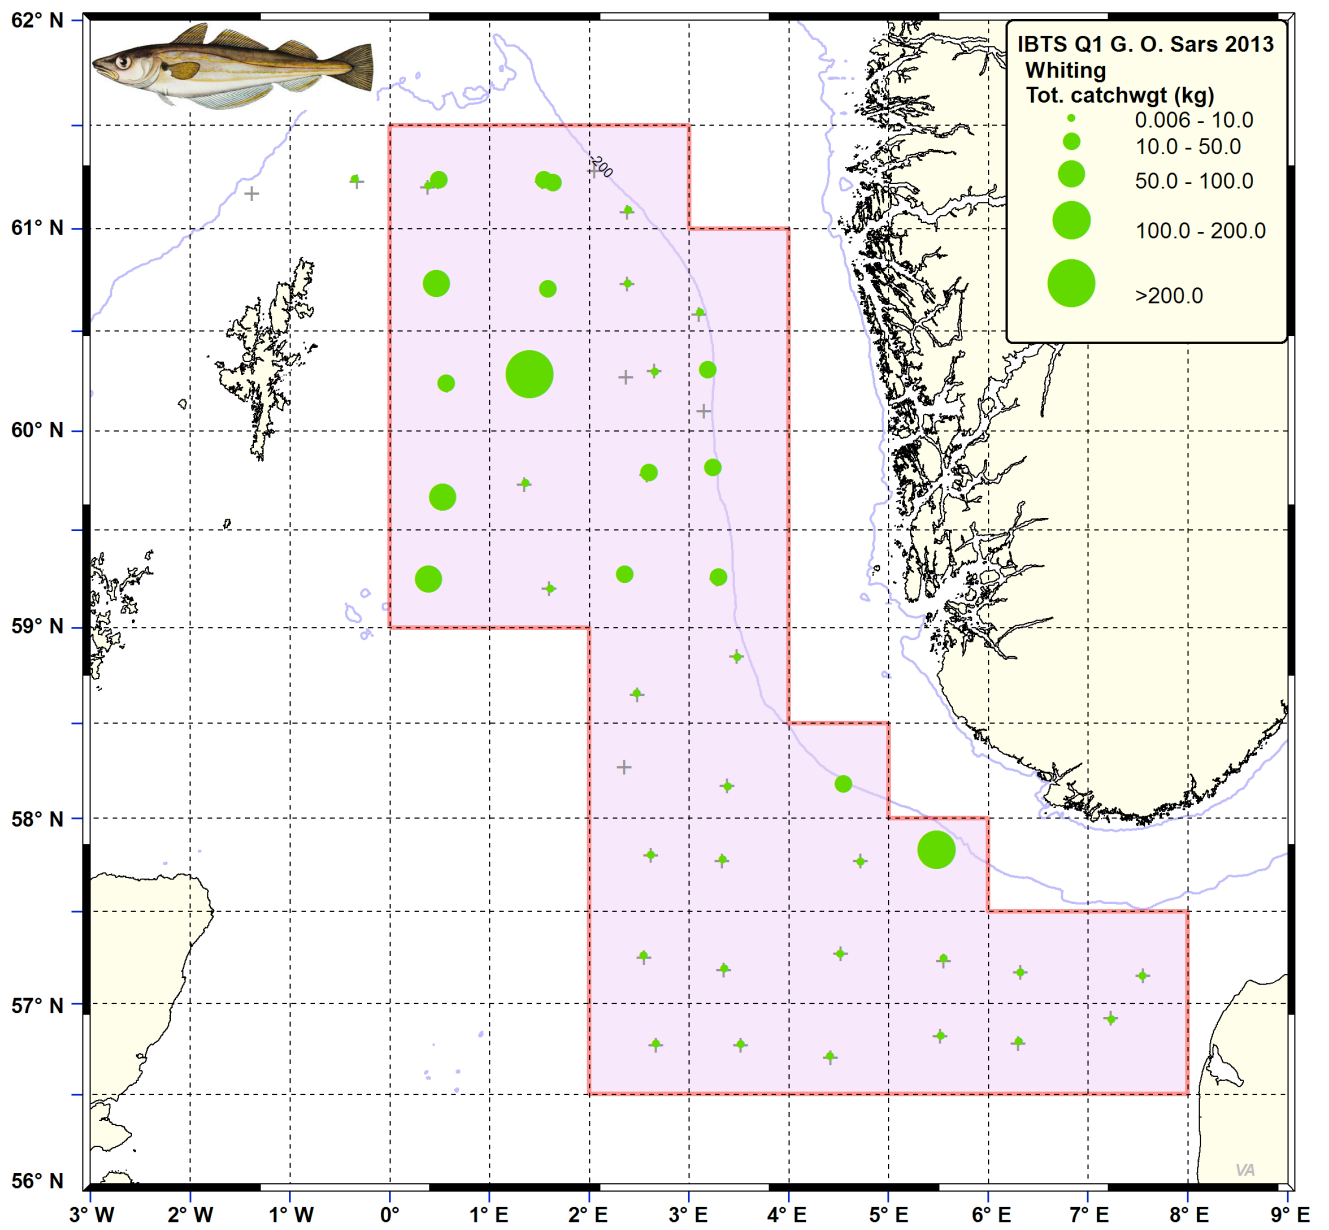 62° N
61° N
60° N
59° N
58° N
57° N
56° N
3°W
2°W
1°W
0°
1°E
2°E
3°E
4°E
5°E
6°E
7°E
8°E
9°E
IBTS Q1 G. O. Sars 2013
Whiting
Tot. catchwgt (kg)
0.006 - 10.0
10.0 - 50.0
50.0 - 100.0
100.0 - 200.0
>200.0
-200
VA